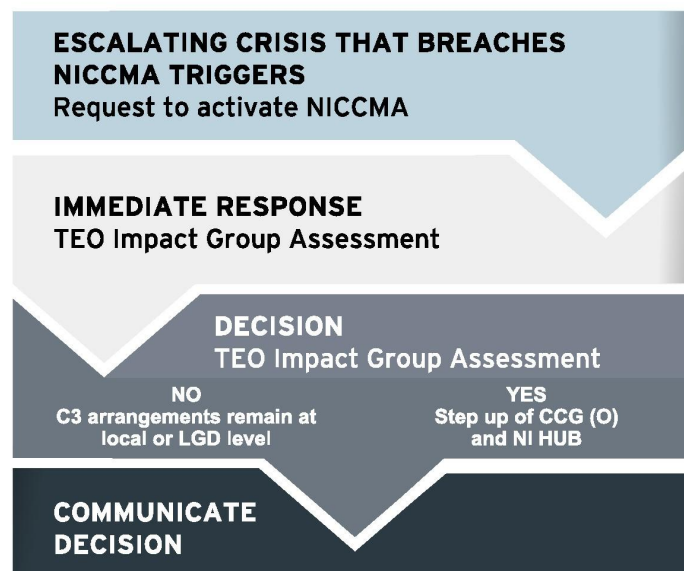 ESCALATING CRISIS THAT BREACHES
NICCMA TRIGGERS
Request to activate NICCMA
IMMEDIATE RESPONSE
TEO Impact Group Assessment
DECISION
TEO Impact Group Assessment
NO
C3 arrangements remain at
local or LGD level
YES
Step up of CCG (O)
and NI HUB
COMMUNICATE
DECISION